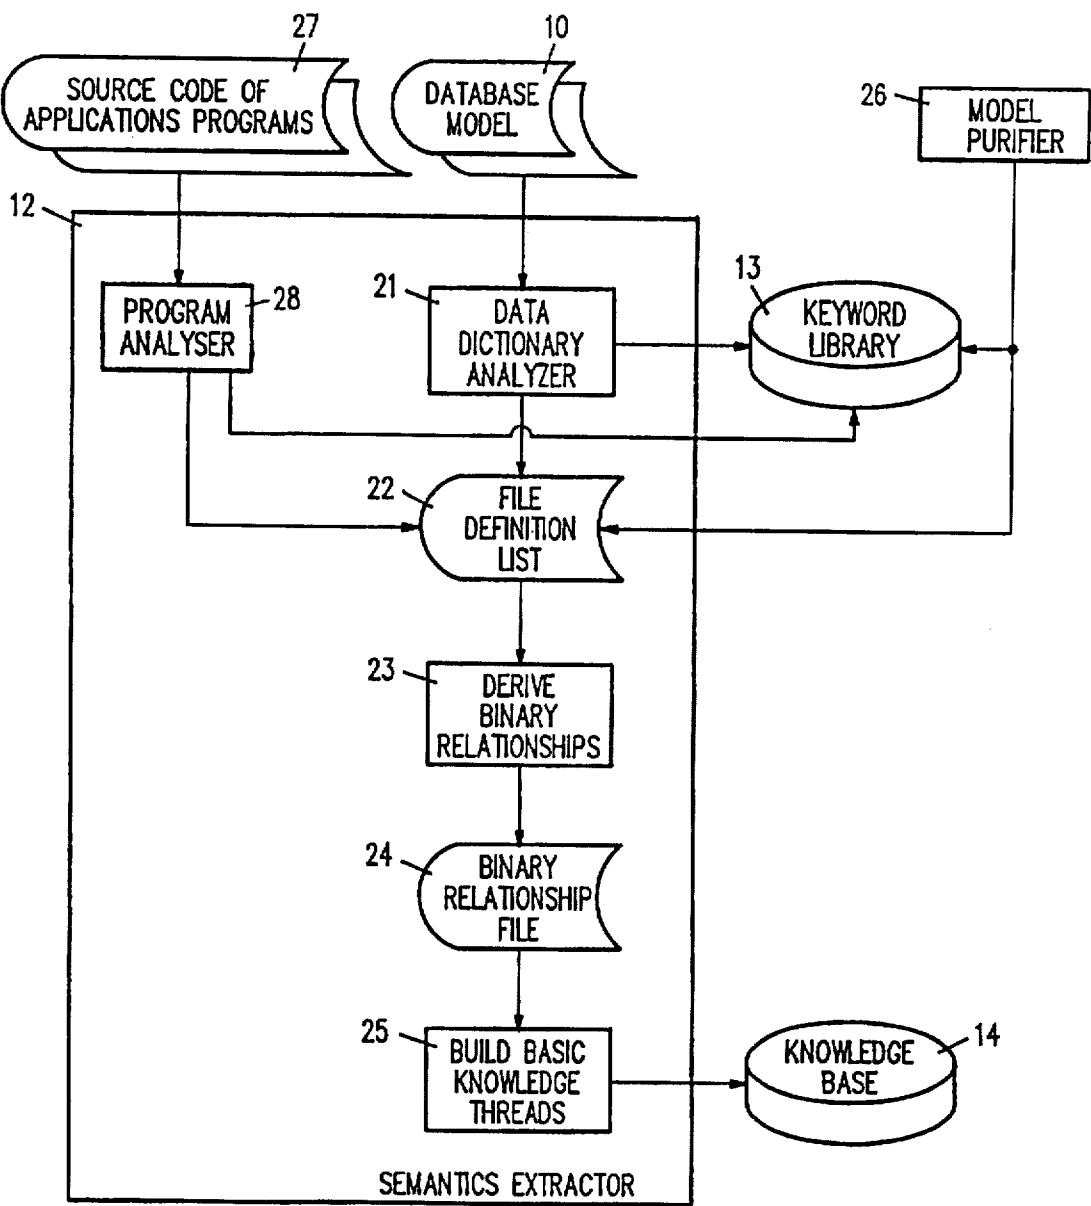 27
SOURCE CODE OF
APPLICATIONS PROGRAMS
10
DATABASE
MODEL
26
MODEL
PURIFIER
12
PROGRAM
ANALYSER
28
21
DATA
DICTIONARY
ANALYZER
13
KEYWORD
LIBRARY
22
FILE
DEFINITION
LIST
23
DERIVE
BINARY
RELATIONSHIPS
24
BINARY
RELATIONSHIP
FILE
25
BUILD BASIC
KNOWLEDGE
THREADS
KNOWLEDGE
BASE
14
SEMANTICS EXTRACTOR